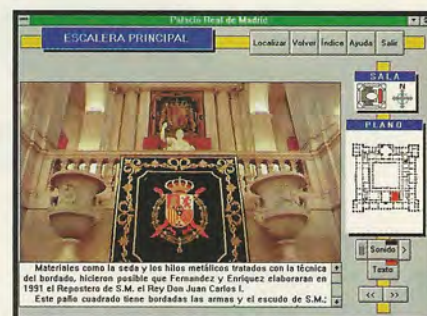 Palacio Real de Madrid
ESCALERA PRINCIPAL
Localizar Volver Índice Ayuda Salir
SALA
N
PLANO
Sonido >
Texto
<< >>
Materiales como la seda y los hilos metálicos tratados con la técnica
del bordado, hicieron posible que Fernandez y Enríquez elaboraran en
1991 el Repostero de S.M. el Rey Don Juan Carlos I.
Este paño cuadrado tiene bordadas las armas y el escudo de S.M.;